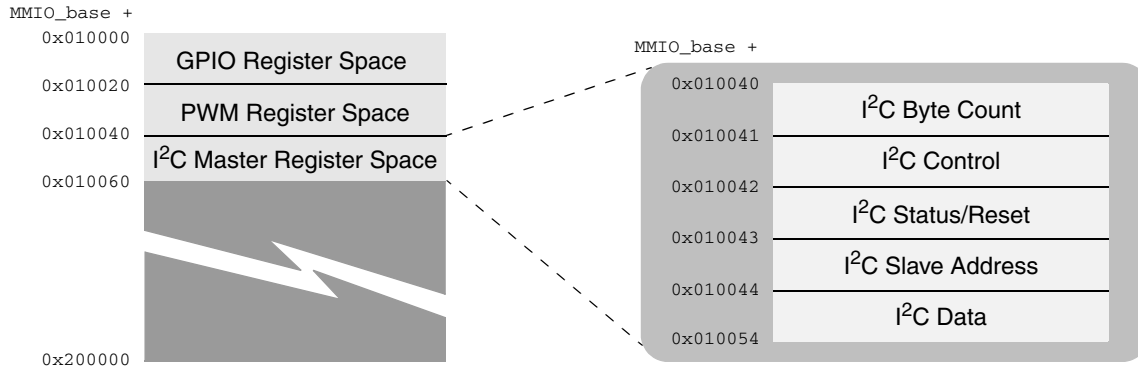 MMIO_base +
0x010000
GPIO Register Space
0x010020
PWM Register Space
0x010040
I²C Master Register Space
0x010060
0x200000
MMIO_base +
0x010040
I²C Byte Count
0x010041
I²C Control
0x010042
I²C Status/Reset
0x010043
I²C Slave Address
0x010044
I²C Data
0x010054